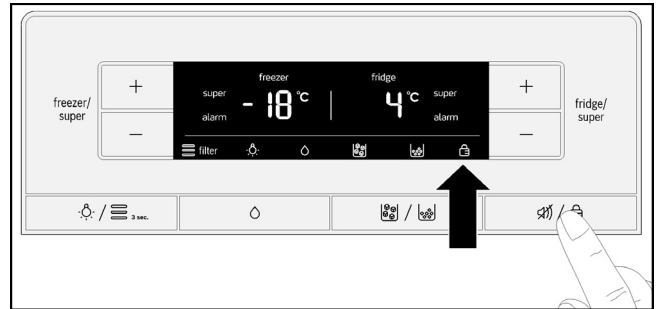 freezer/
super
+
−
freezer
super
alarm
-18 °C
fridge
4 °C
super
alarm
filter
+
−
fridge/
super
/ 3 sec.
/
/